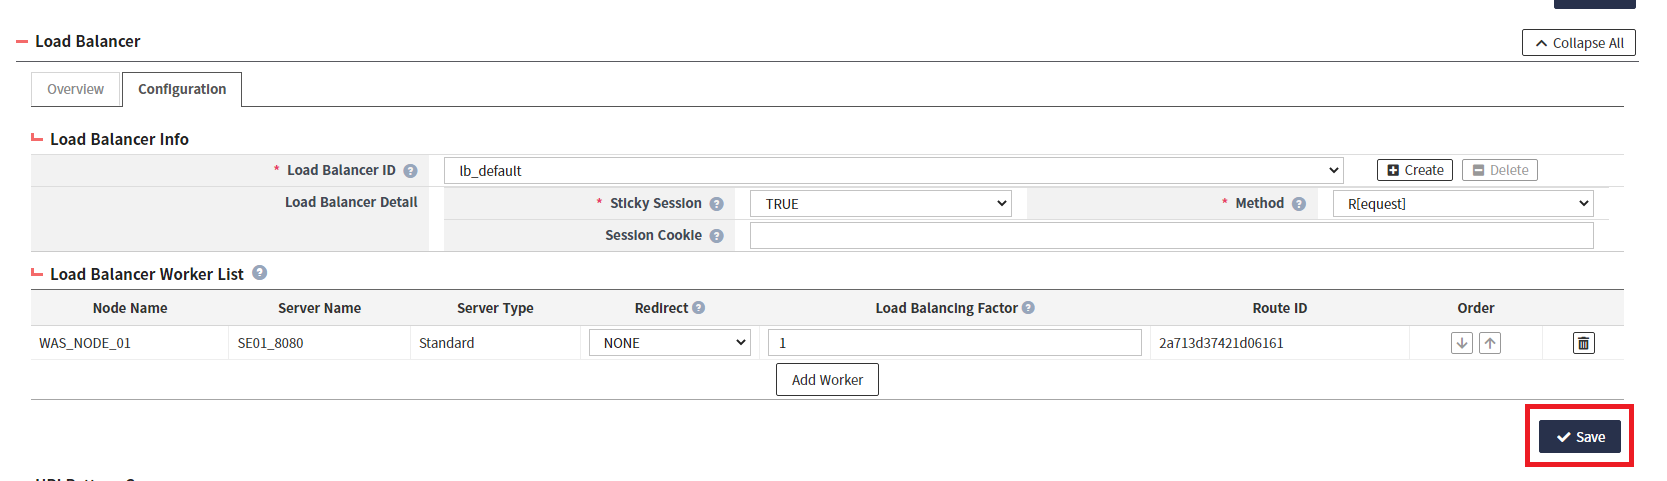 Load Balancer
Collapse All
Overview Configuration
Load Balancer Info
* Load Balancer ID ? lb_default Create Delete
Load Balancer Detail * Sticky Session ? TRUE * Method ? R[equest]
Session Cookie ?
Load Balancer Worker List ?
Node Name Server Name Server Type Redirect ? Load Balancing Factor ? Route ID Order
WAS_NODE_01 SE01_8080 Standard NONE 1 2a713d37421d06161
Add Worker
Save